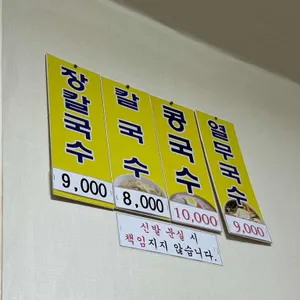 장칼국수
9,000
칼국수
8,000
콩국수
10,000
열무국수
9,000
신발 분실 시
책임지지 않습니다.